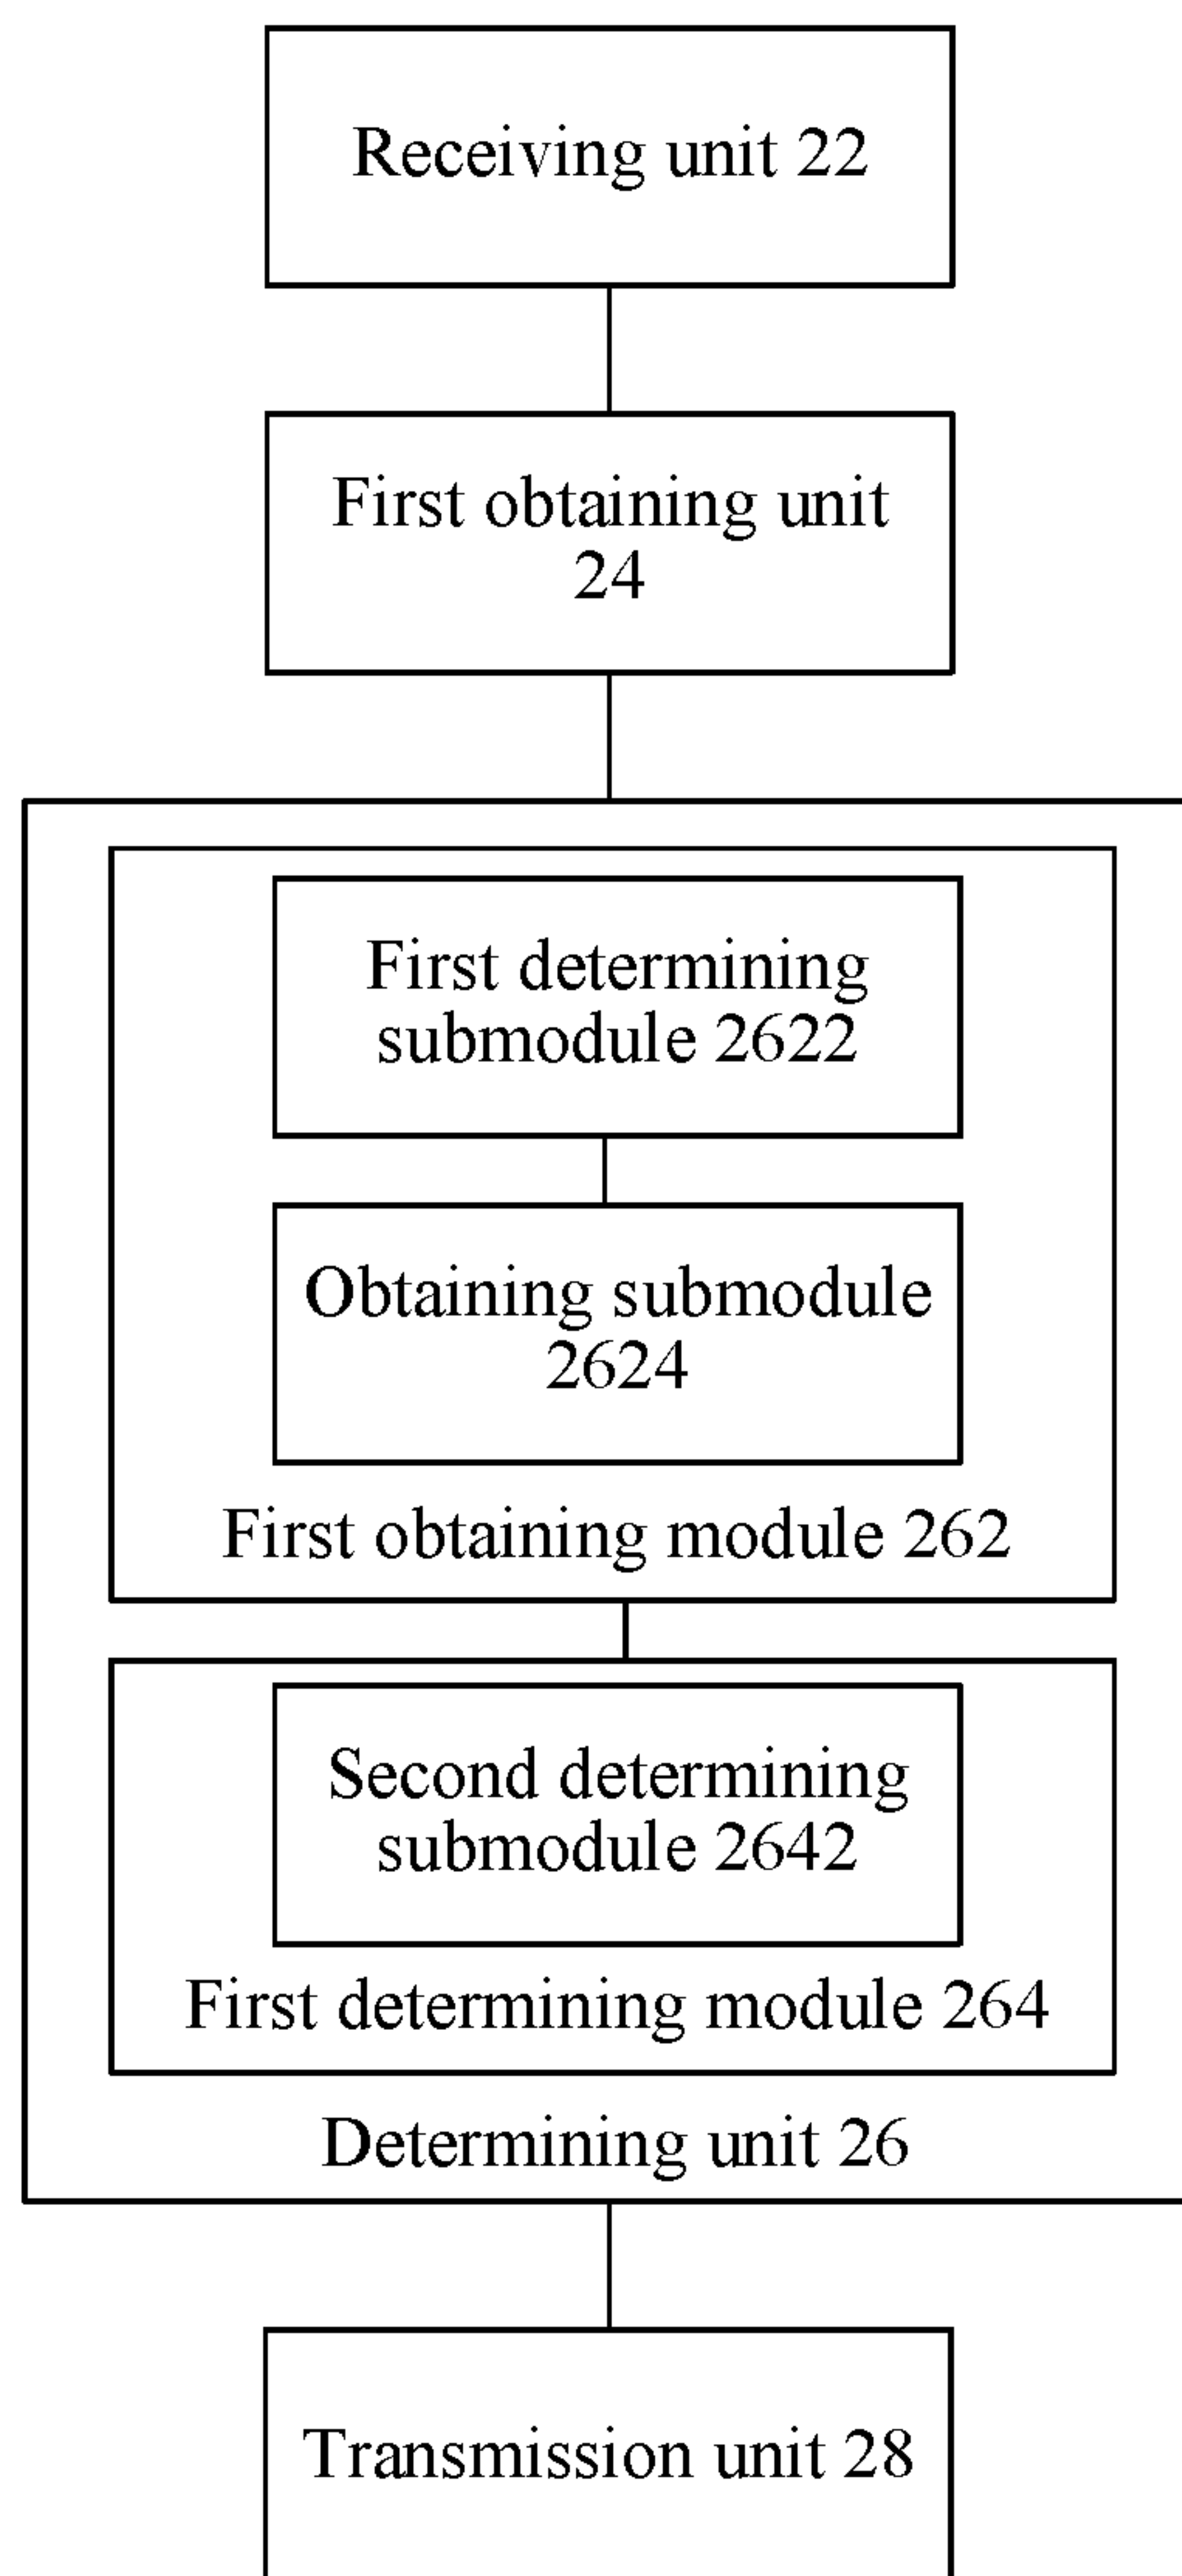 Receiving unit 22
First obtaining unit
24
First determining
submodule 2622
Obtaining submodule
2624
First obtaining module 262
Second determining
submodule 2642
First determining module 264
Determining unit 26
Transmission unit 28